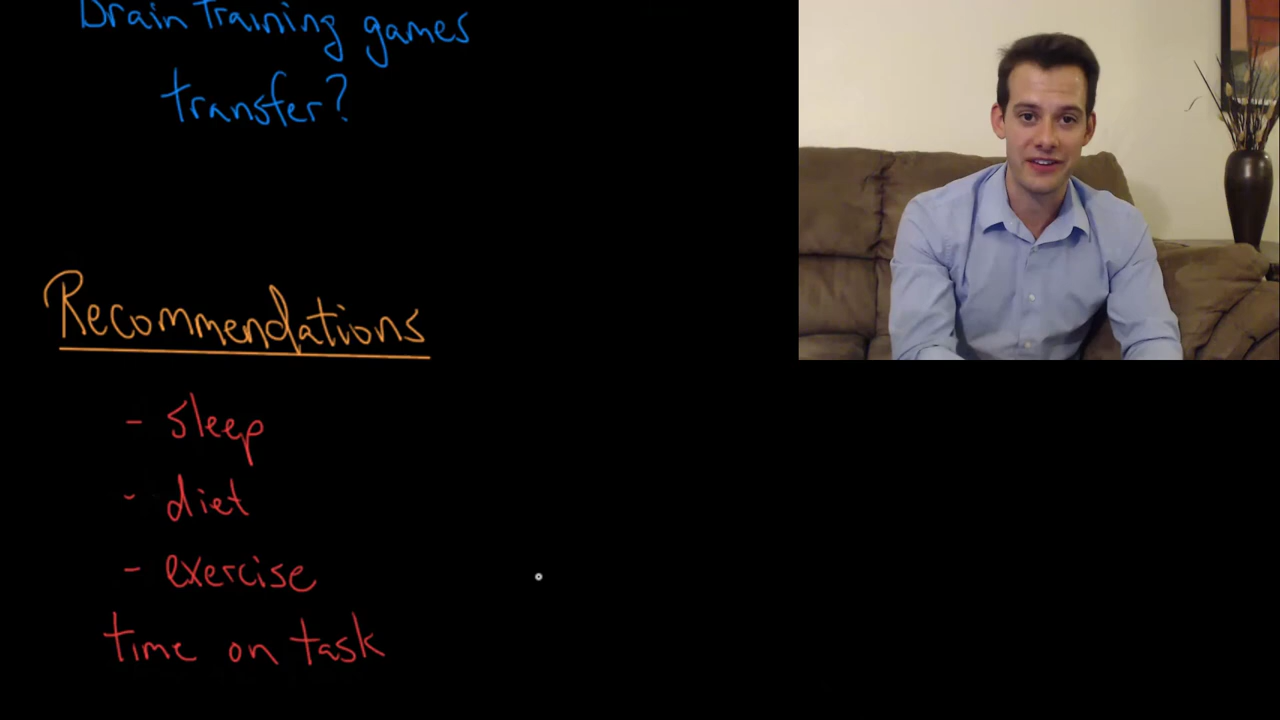 Brain Training games
transfer?
Recommendations
- sleep
- diet
- exercise
time on task